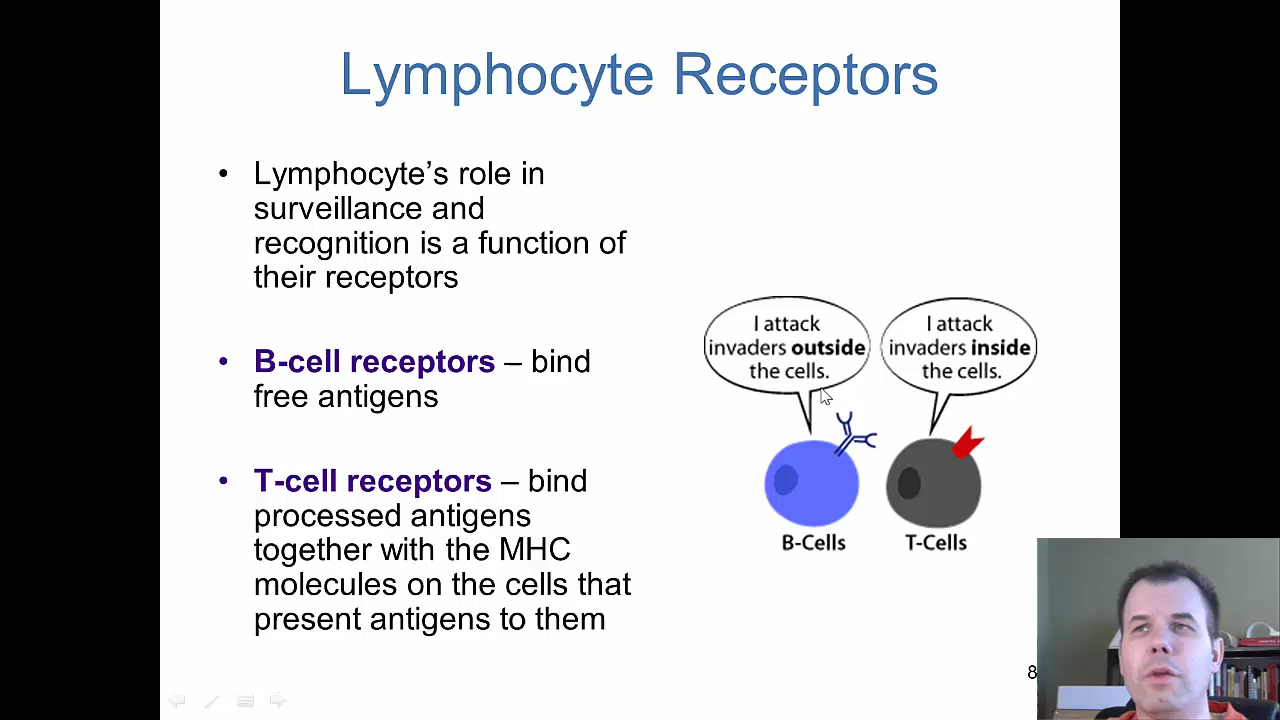 Lymphocyte Receptors
• Lymphocyte’s role in
surveillance and
recognition is a function of
their receptors
• B-cell receptors – bind
free antigens
• T-cell receptors – bind
processed antigens
together with the MHC
molecules on the cells that
present antigens to them
I attack
invaders outside
the cells.
I attack
invaders inside
the cells.
B-Cells
T-Cells
8